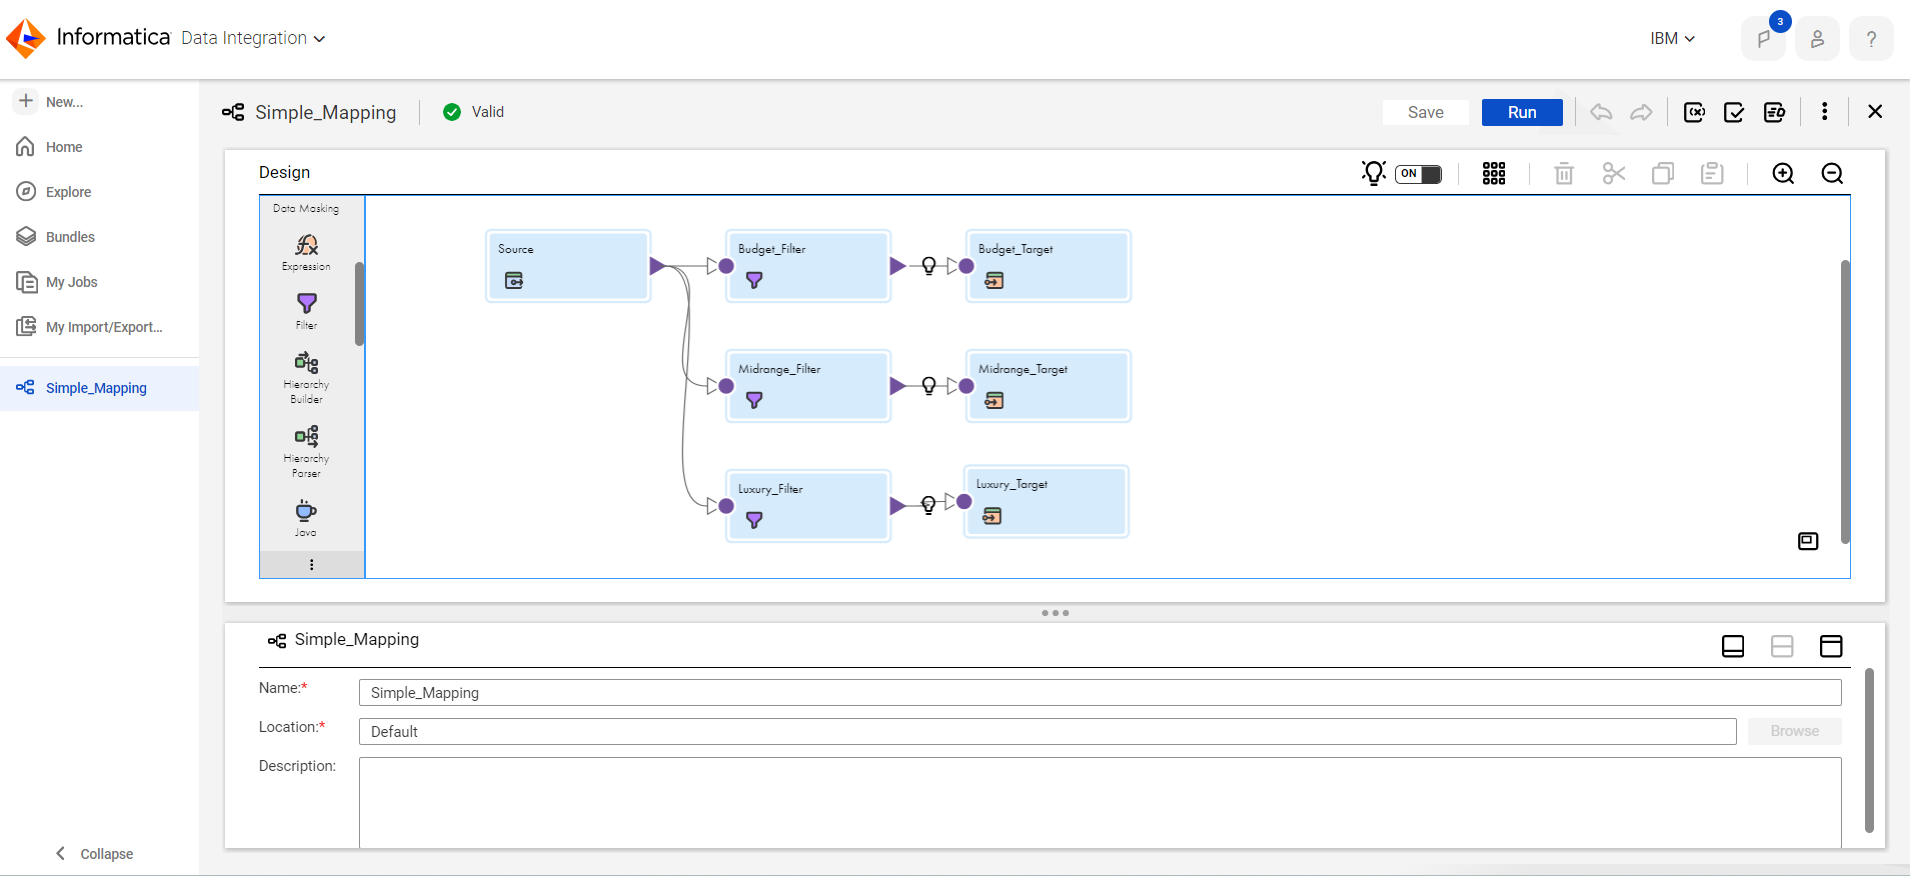 Informatica Data Integration
IBM
3
?
New...
Home
Explore
Bundles
My Jobs
My Import/Export...
Simple_Mapping
Collapse
Simple_Mapping
Valid
Save
Run
Design
ON
Data Masking
Expression
Filter
Hierarchy
Builder
Hierarchy
Parser
Java
Source
Budget_Filter
Budget_Target
Midrange_Filter
Midrange_Target
Luxury_Filter
Luxury_Target
Simple_Mapping
Name:*
Simple_Mapping
Location:*
Default
Browse
Description: